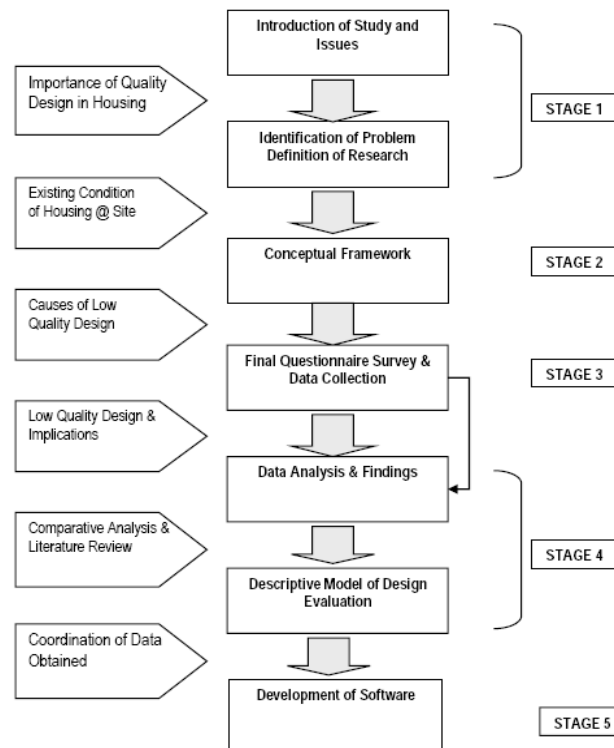 Introduction of Study and
Issues
Importance of Quality
Design in Housing
STAGE 1
Identification of Problem
Definition of Research
Existing Condition
of Housing @ Site
Conceptual Framework
STAGE 2
Causes of Low
Quality Design
Final Questionnaire Survey &
Data Collection
STAGE 3
Low Quality Design &
Implications
Data Analysis & Findings
Comparative Analysis &
Literature Review
STAGE 4
Descriptive Model of Design
Evaluation
Coordination of Data
Obtained
Development of Software
STAGE 5